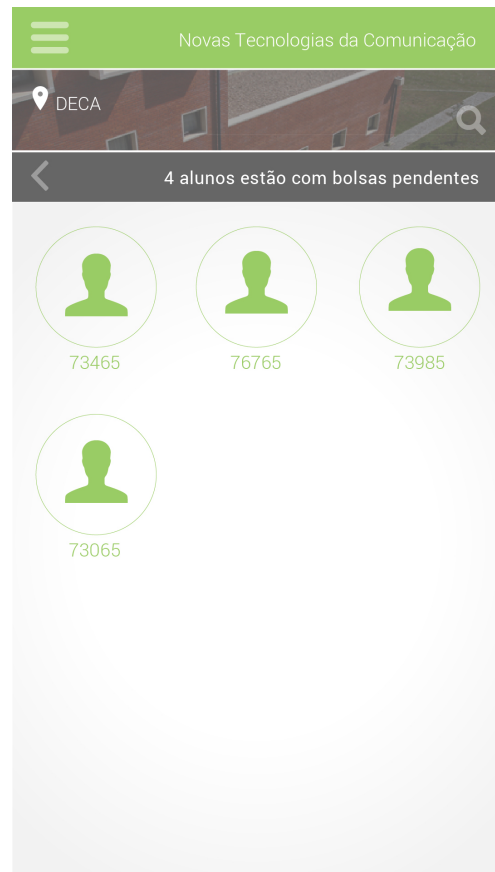 Novas Tecnologias da Comunicação
DECA
4 alunos estão com bolsas pendentes
73465
76765
73985
73065